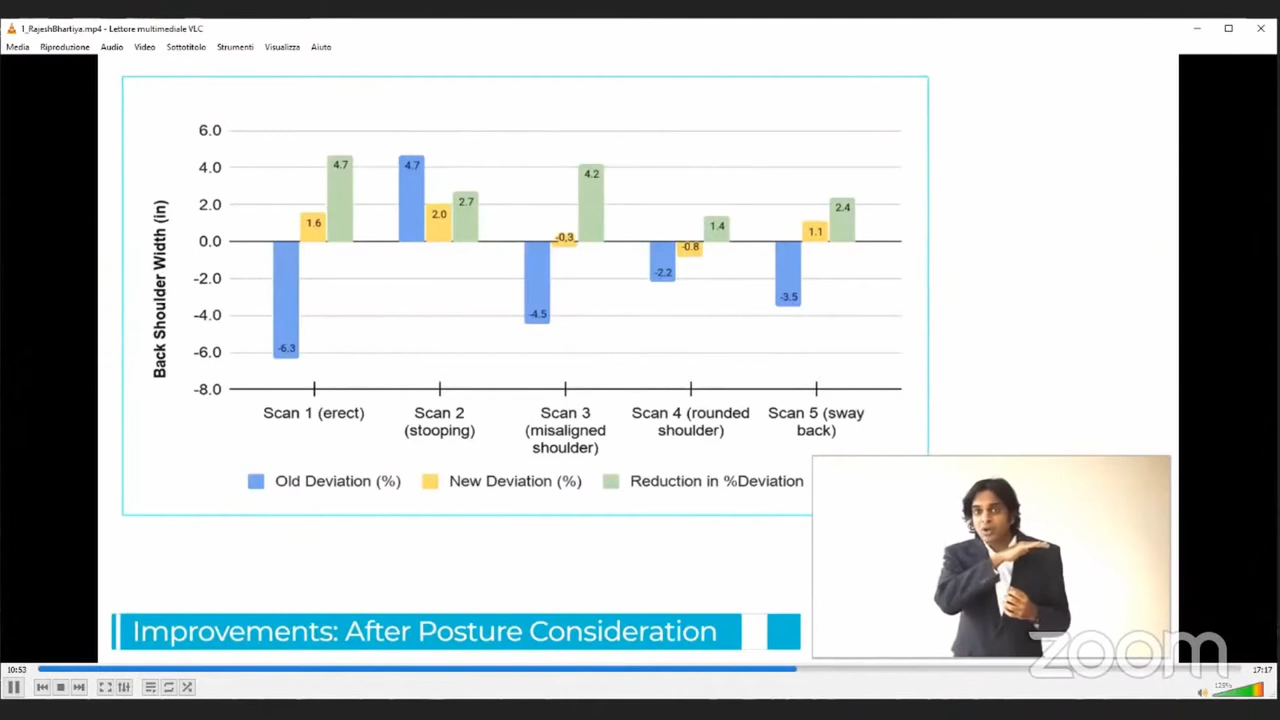 1_RajeshBhartiya.mp4 - Lettore multimediale VLC
Media Riproduzione Audio Video Sottotitolo Strumenti Visualizza Aiuto
Back Shoulder Width (in)
6.0
4.0
2.0
0.0
-2.0
-4.0
-6.0
-8.0
-6.3
1.6
4.7
4.7
2.0
2.7
-4.5
-0.3
4.2
-2.2
-0.8
1.4
-3.5
1.1
2.4
Scan 1 (erect)
Scan 2
(stooping)
Scan 3
(misaligned
shoulder)
Scan 4 (rounded
shoulder)
Scan 5 (sway
back)
Old Deviation (%) New Deviation (%) Reduction in %Deviation
Improvements: After Posture Consideration
zoom
10:53
17:17
125%